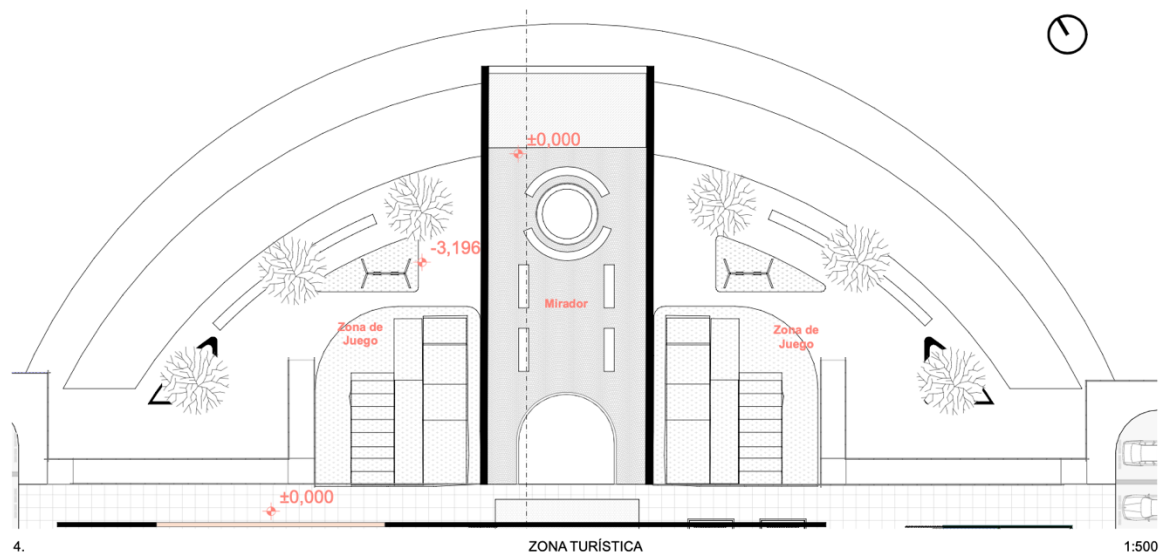 ±0,000
-3,196
Mirador
Zona de
Juego
Zona de
Juego
±0,000
4.
ZONA TURÍSTICA
1:500